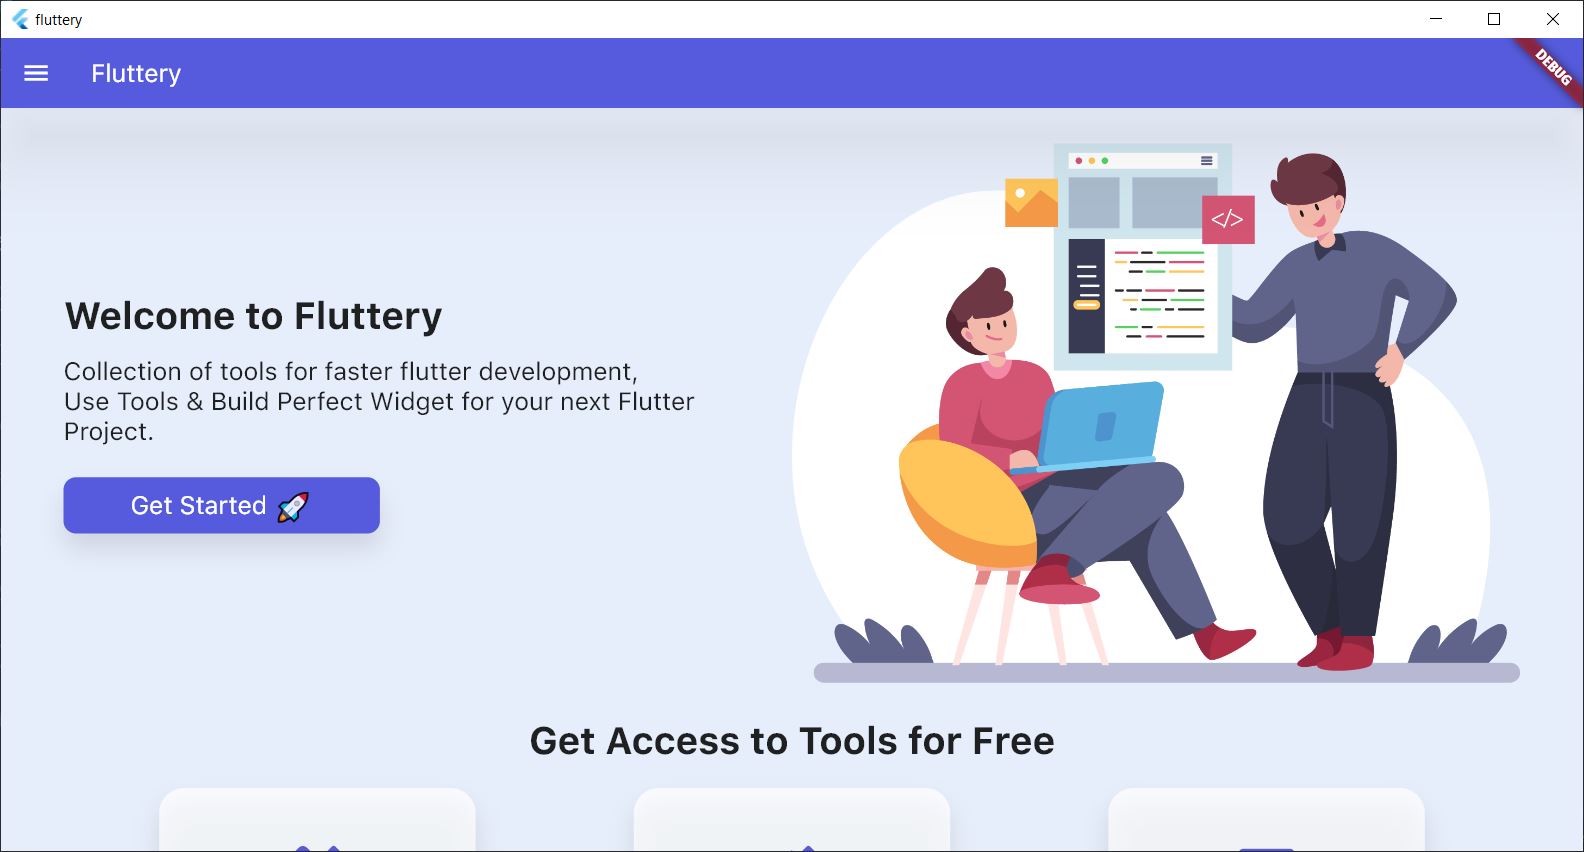 fluttery
Fluttery
DEBUG
</>
Welcome to Fluttery
Collection of tools for faster flutter development,
Use Tools & Build Perfect Widget for your next Flutter
Project.
Get Started 🚀
Get Access to Tools for Free